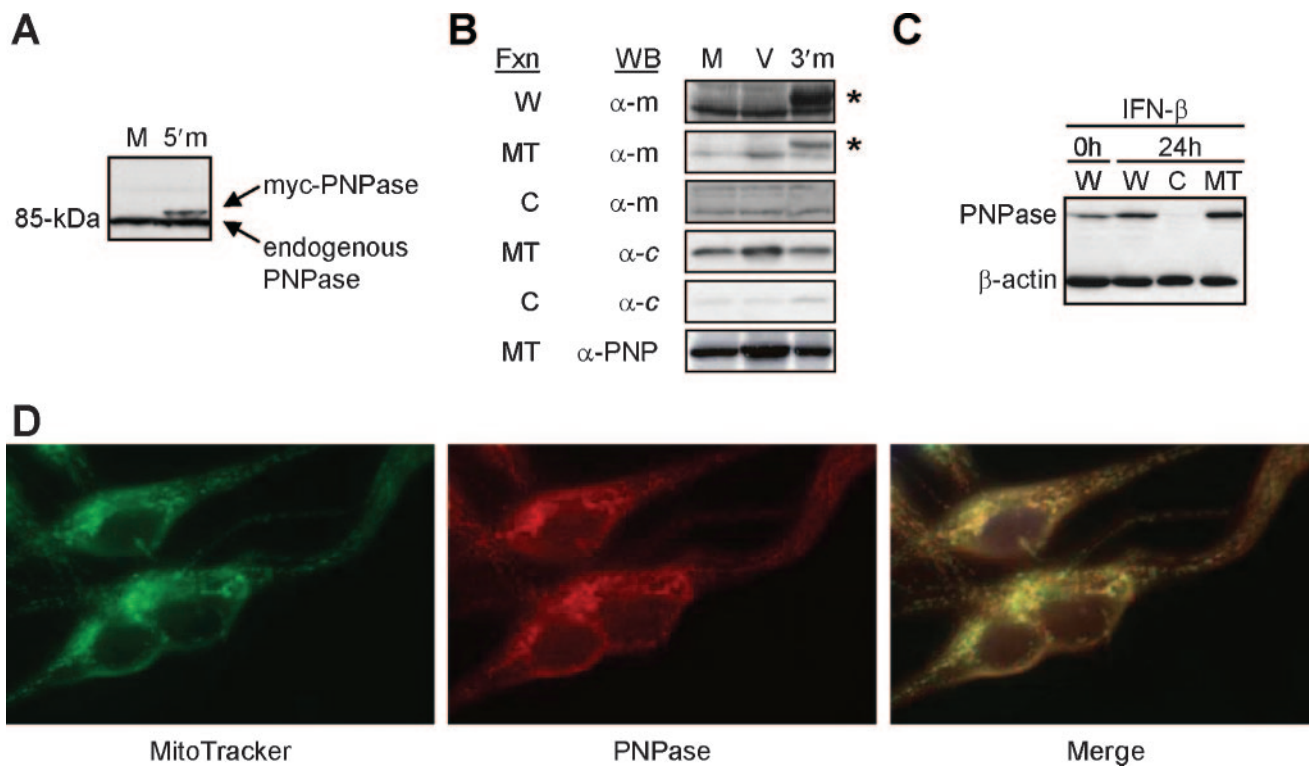 A
M 5′m
85-kDa
myc-PNPase
endogenous
PNPase
B
Fxn WB M V 3′m
W α-m *
MT α-m *
C α-m
MT α-c
C α-c
MT α-PNP
C
IFN-β
0h 24h
W W C MT
PNPase
β-actin
D
MitoTracker PNPase Merge